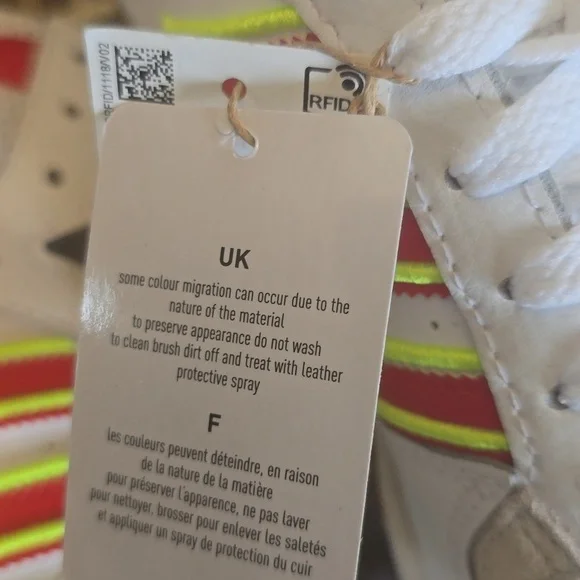 RFID/1118/V02
RFID
UK
some colour migration can occur due to the
nature of the material
to preserve appearance do not wash
to clean brush dirt off and treat with leather
protective spray
F
les couleurs peuvent déteindre, en raison
de la nature de la matière
pour préserver l'apparence, ne pas laver
pour nettoyer, brosser pour enlever les saletés
et appliquer un spray de protection du cuir